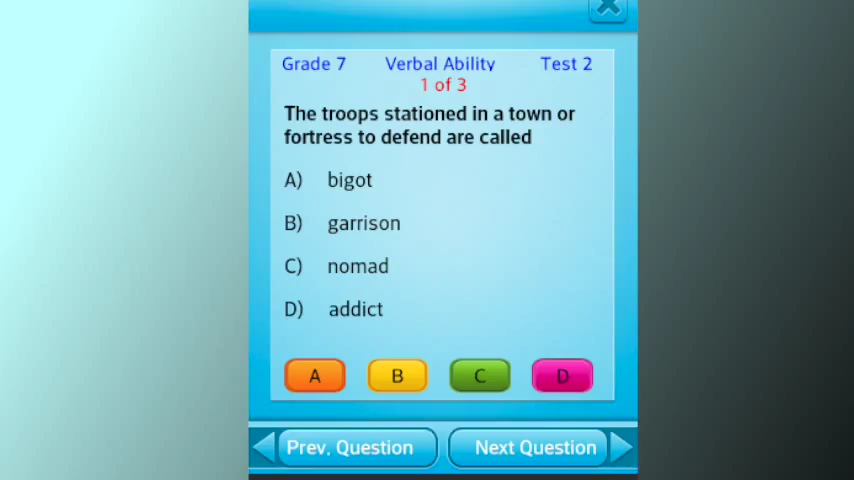 Grade 7 Verbal Ability Test 2
1 of 3
The troops stationed in a town or
fortress to defend are called
A) bigot
B) garrison
C) nomad
D) addict
A B C D
Prev. Question Next Question